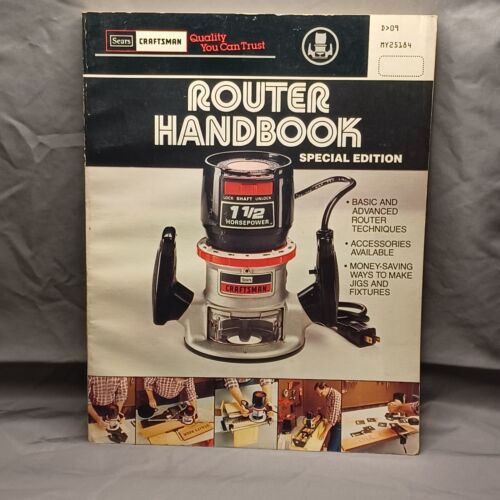 Sears CRAFTSMAN Quality
You Can Trust
D>09
MY25184
ROUTER
HANDBOOK
SPECIAL EDITION
LOCK SHAFT UNLOCK
1 1/2
HORSEPOWER
Sears
CRAFTSMAN
• BASIC AND
ADVANCED
ROUTER
TECHNIQUES
• ACCESSORIES
AVAILABLE
• MONEY-SAVING
WAYS TO MAKE
JIGS AND
FIXTURES